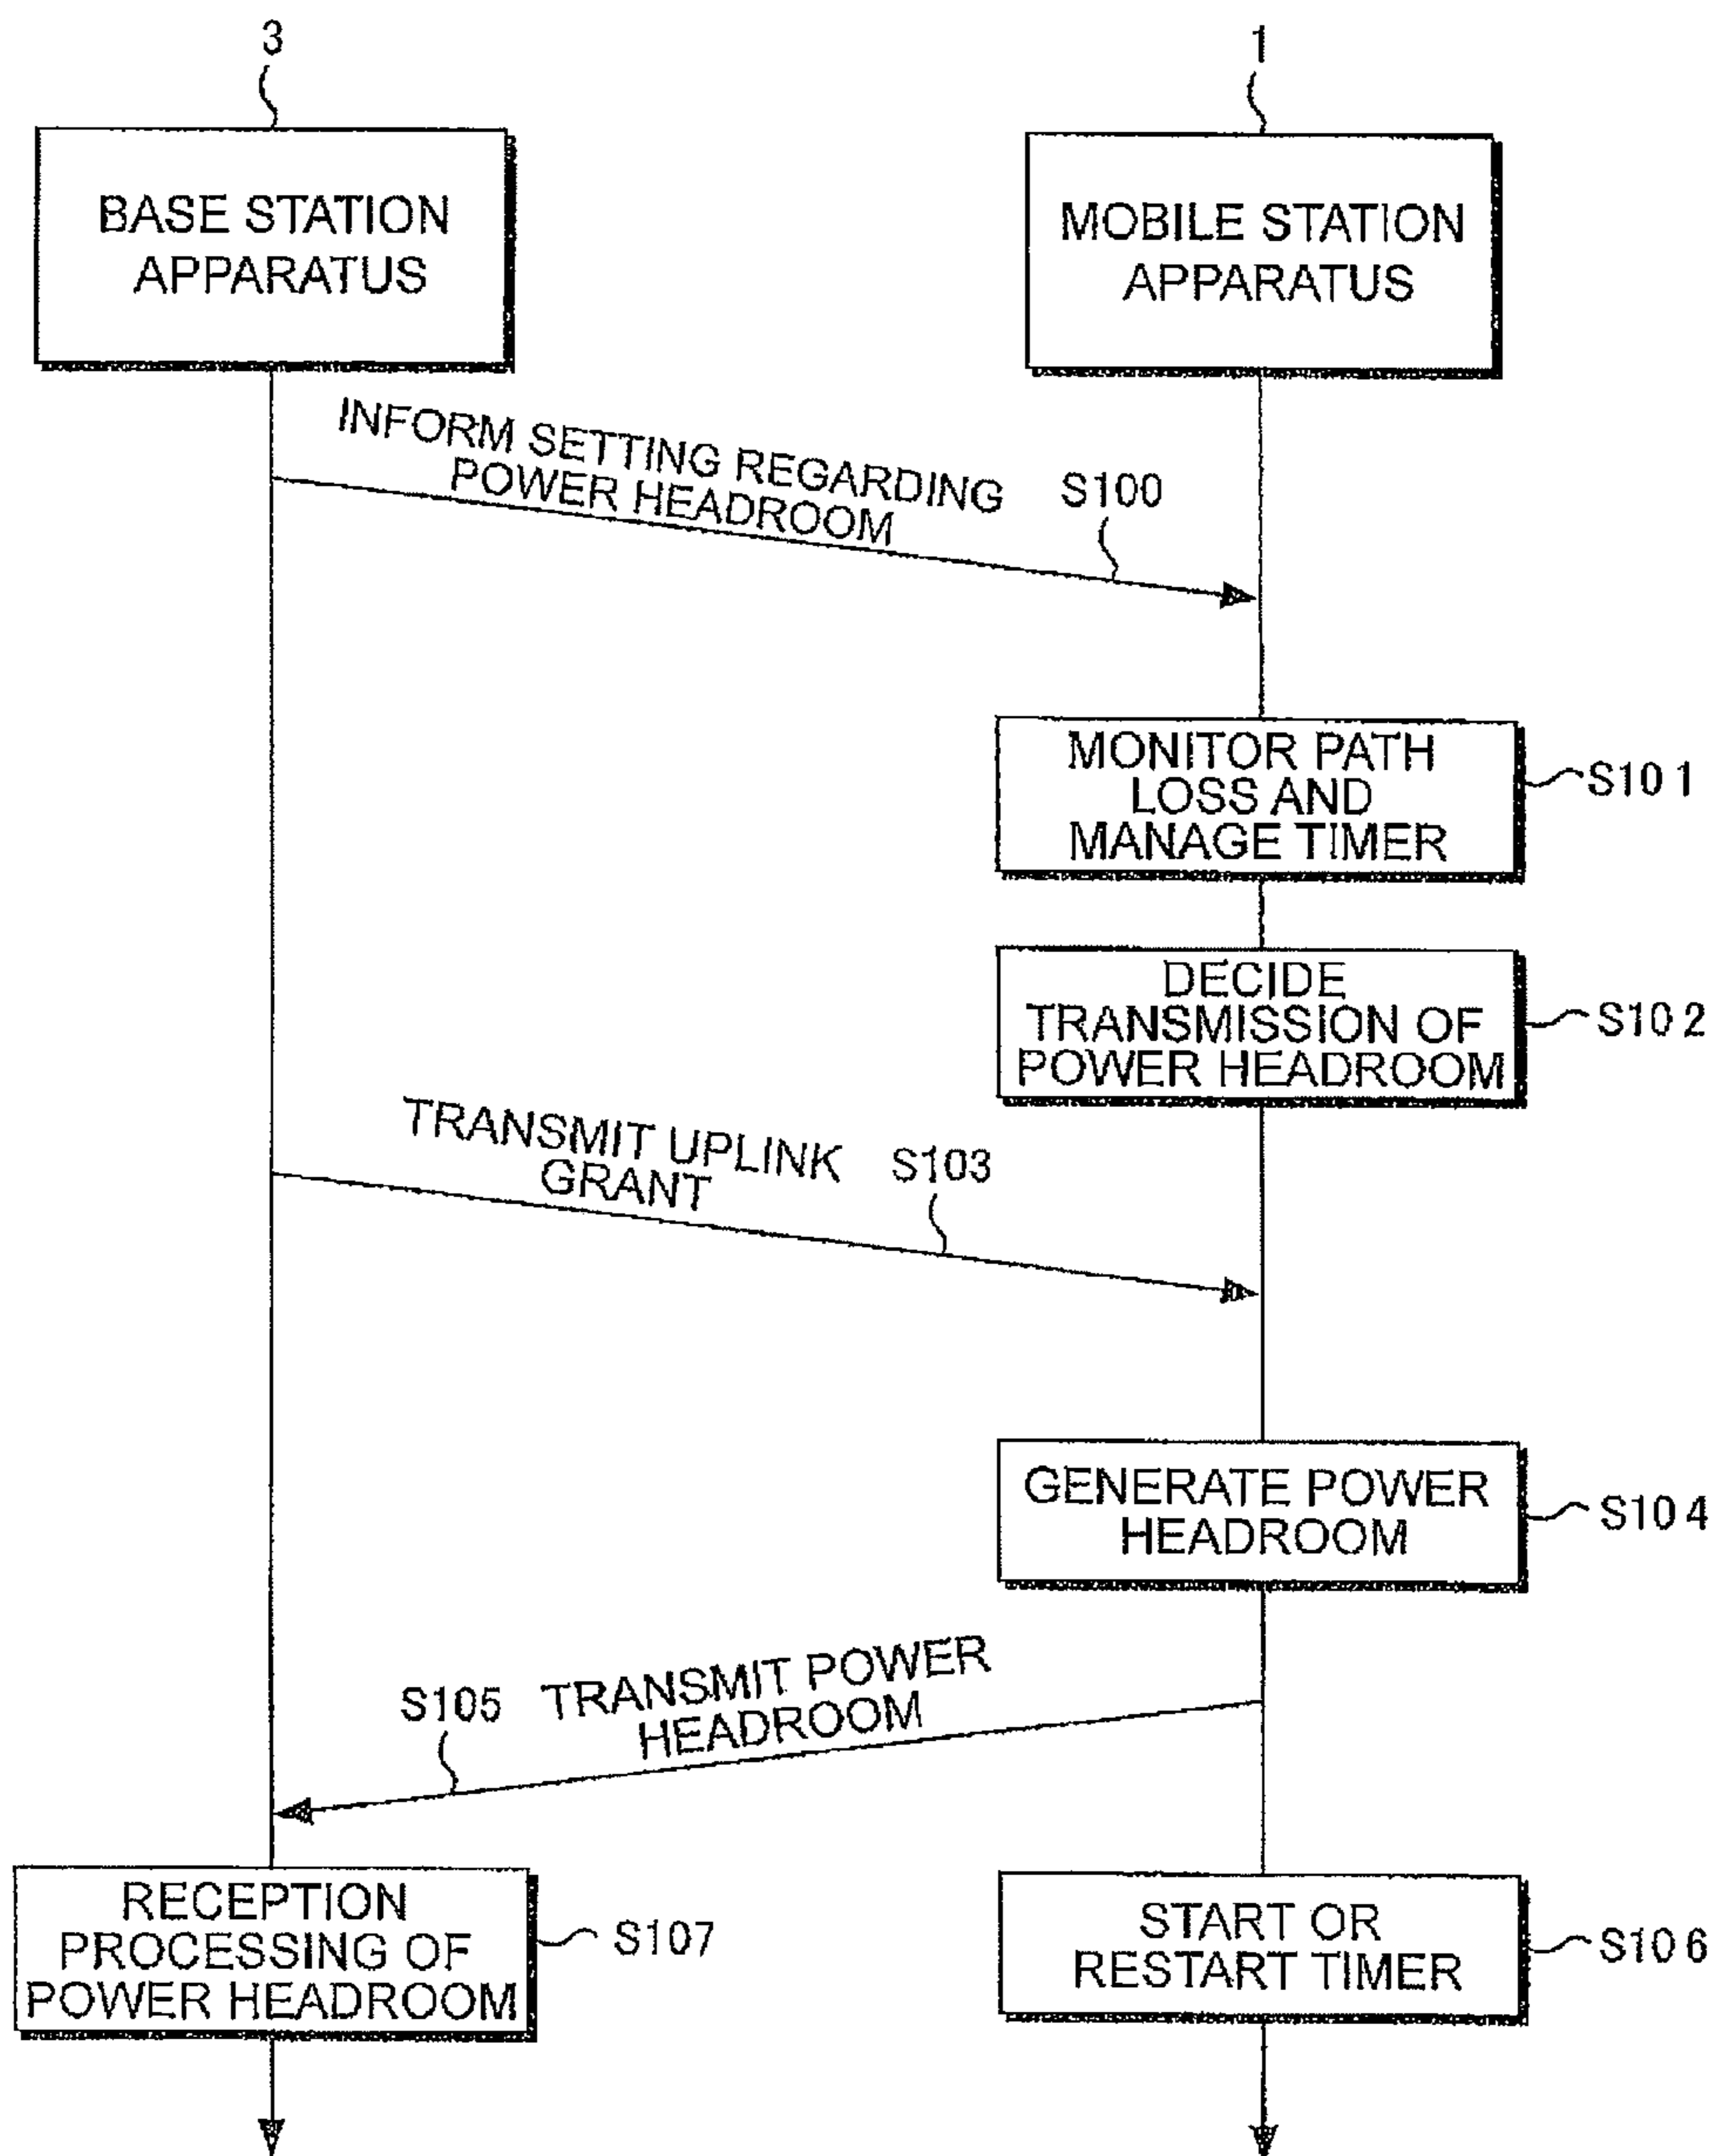 3
1
BASE STATION
APPARATUS
MOBILE STATION
APPARATUS
INFORM SETTING REGARDING
POWER HEADROOM
S100
MONITOR PATH
LOSS AND
MANAGE TIMER
S101
DECIDE
TRANSMISSION OF
POWER HEADROOM
S102
TRANSMIT UPLINK
GRANT
S103
GENERATE POWER
HEADROOM
S104
TRANSMIT POWER
HEADROOM
S105
RECEPTION
PROCESSING OF
POWER HEADROOM
S107
START OR
RESTART TIMER
S106